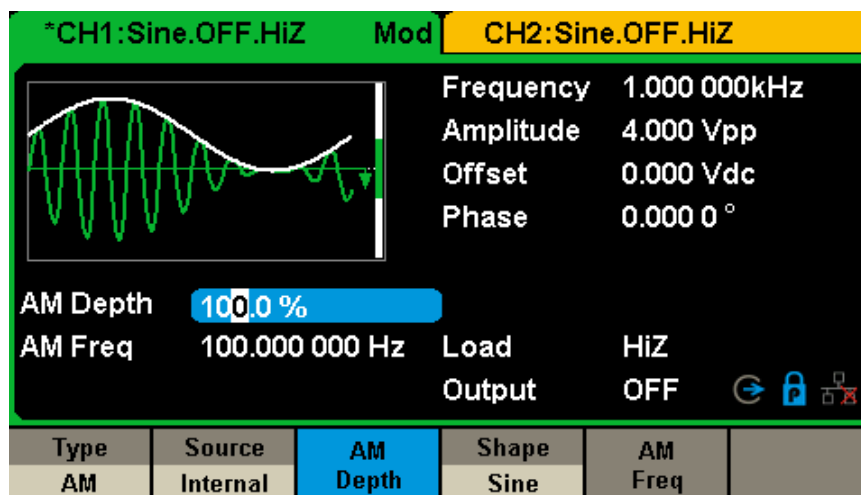 *CH1:Sine.OFF.HiZ Mod CH2:Sine.OFF.HiZ
Frequency 1.000 000kHz
Amplitude 4.000 Vpp
Offset 0.000 Vdc
Phase 0.000 0 °
AM Depth 100.0 %
AM Freq 100.000 000 Hz Load HiZ
Output OFF P
Type Source AM Depth Shape AM Freq
AM Internal Sine